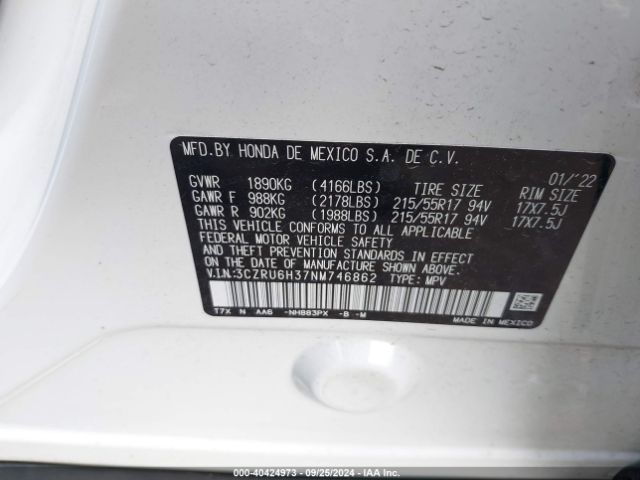 MFD.BY HONDA DE MEXICO S.A. DE C.V.
01/'22
GVWR 1890KG (4166LBS) TIRE SIZE RIM SIZE
GAWR F 988KG (2178LBS) 215/55R17 94V 17X7.5J
GAWR R 902KG (1988LBS) 215/55R17 94V 17X7.5J
THIS VEHICLE CONFORMS TO ALL APPLICABLE
FEDERAL MOTOR VEHICLE SAFETY
AND THEFT PREVENTION STANDARDS IN EFFECT
ON THE DATE OF MANUFACTURE SHOWN ABOVE.
V.I.N.:3CZRU6H37NM746862 TYPE: MPV
T7X N AA6 -NH883PX -B -M
MADE IN MEXICO
000-40424973 - 09/25/2024 - IAA Inc.